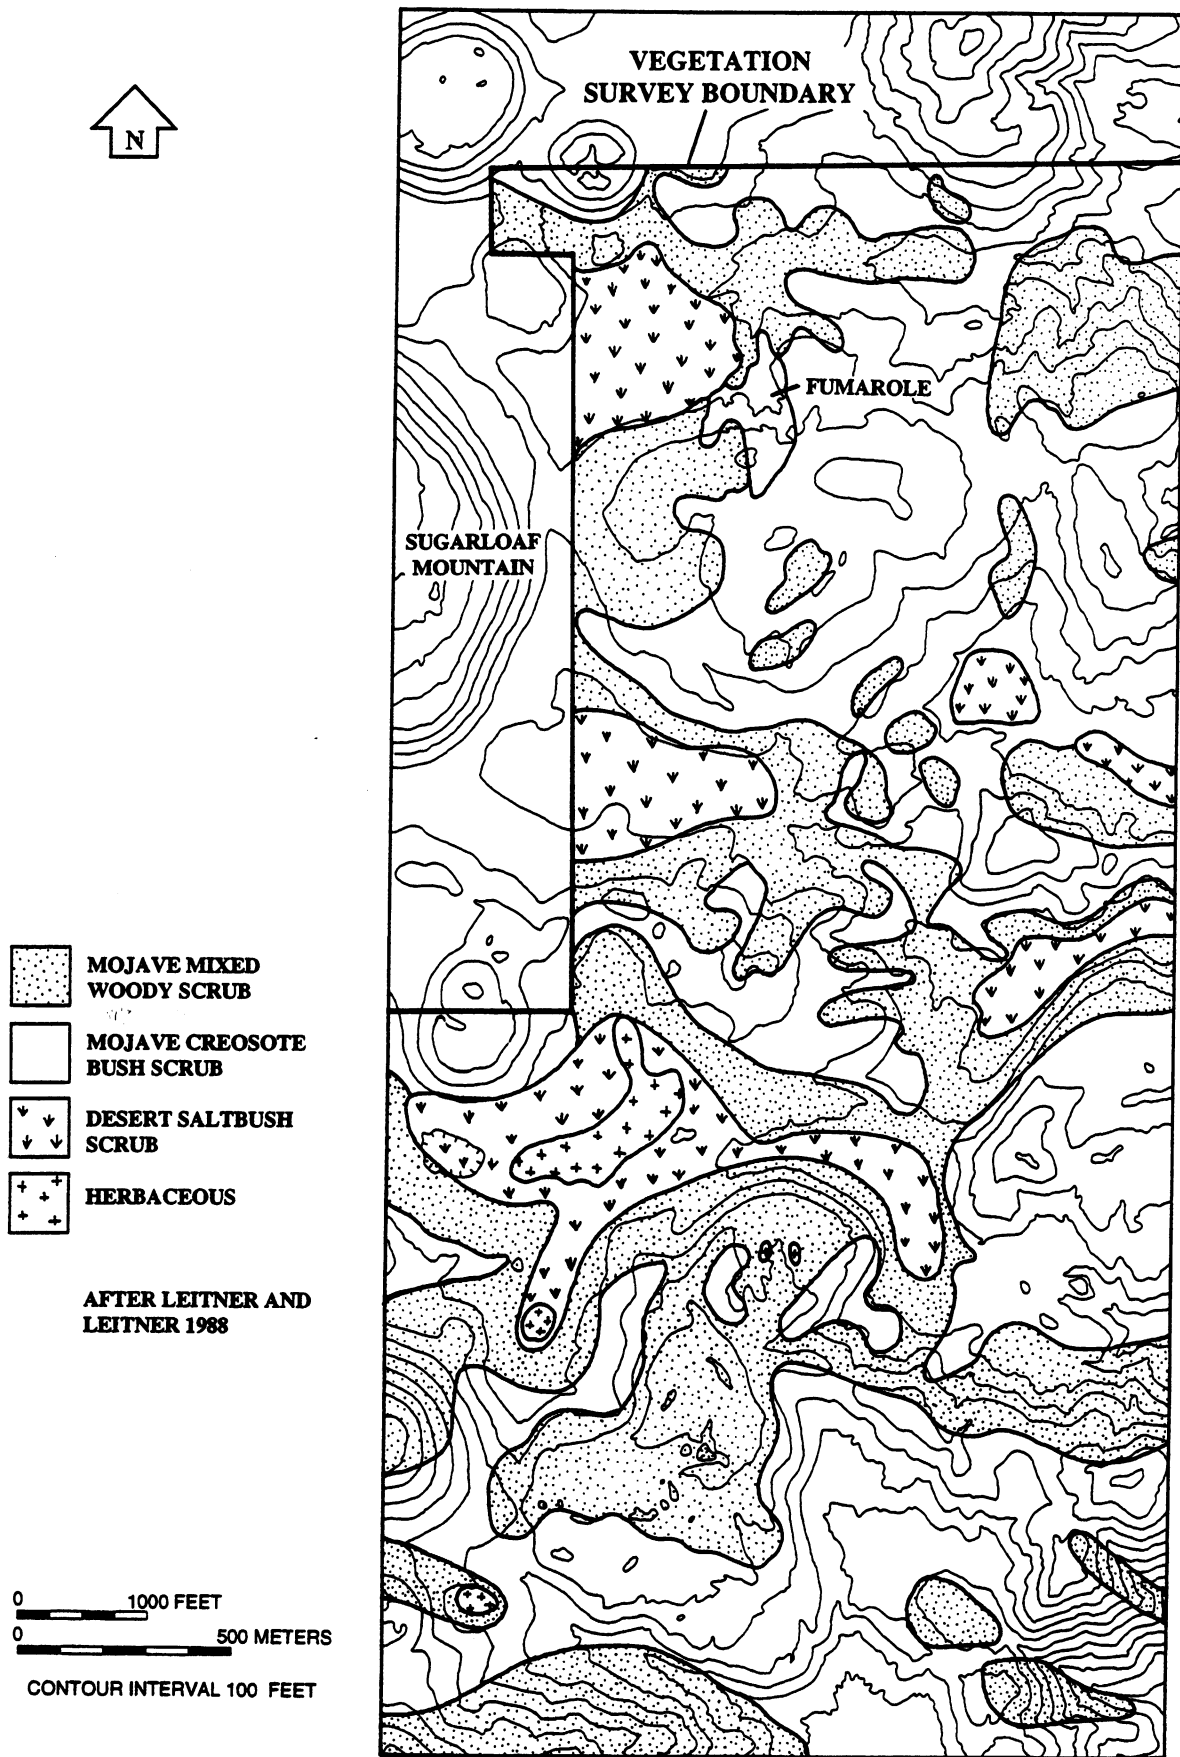 VEGETATION
SURVEY BOUNDARY
N
FUMAROLE
SUGARLOAF
MOUNTAIN
MOJAVE MIXED
WOODY SCRUB
MOJAVE CREOSOTE
BUSH SCRUB
DESERT SALTBUSH
SCRUB
HERBACEOUS
AFTER LEITNER AND
LEITNER 1988
0 1000 FEET
0 500 METERS
CONTOUR INTERVAL 100 FEET